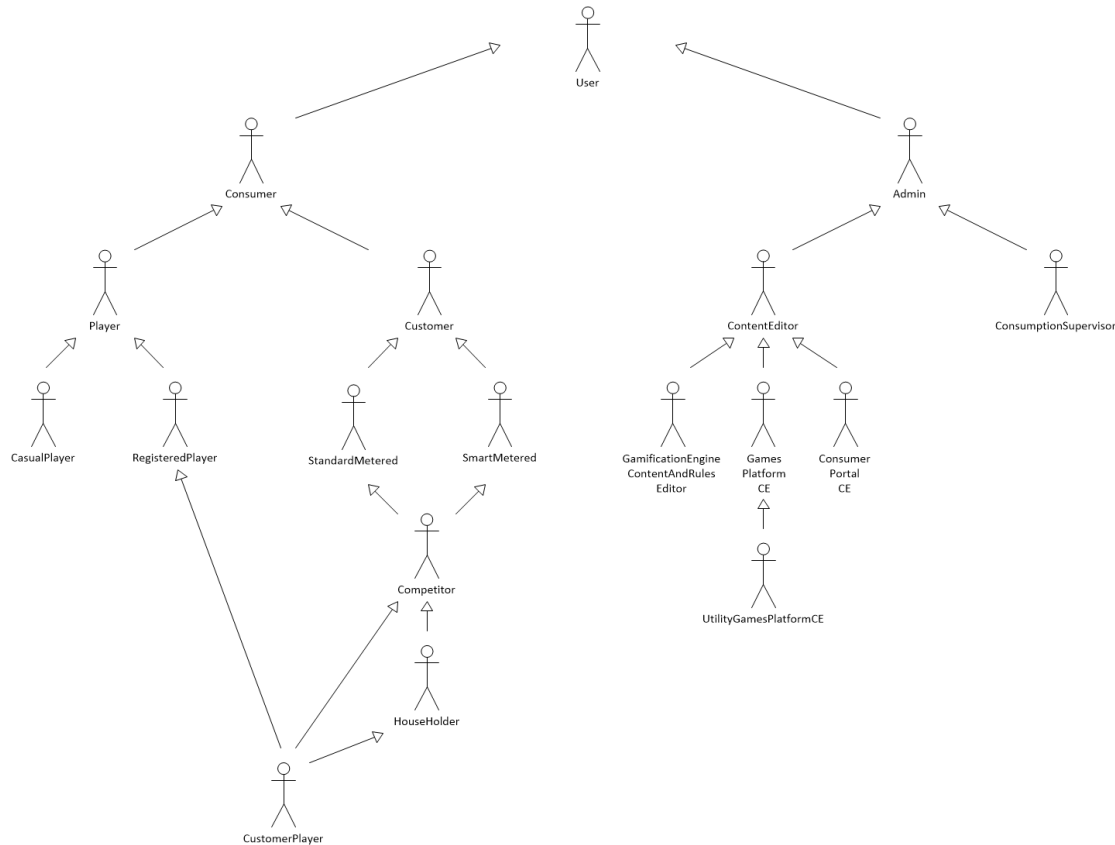 User
Consumer
Admin
Player
Customer
ContentEditor
ConsumptionSupervisor
CasualPlayer
RegisteredPlayer
StandardMetered
SmartMetered
GamificationEngine
ContentAndRules
Editor
Games
Platform
CE
Consumer
Portal
CE
Competitor
UtilityGamesPlatformCE
HouseHolder
CustomerPlayer